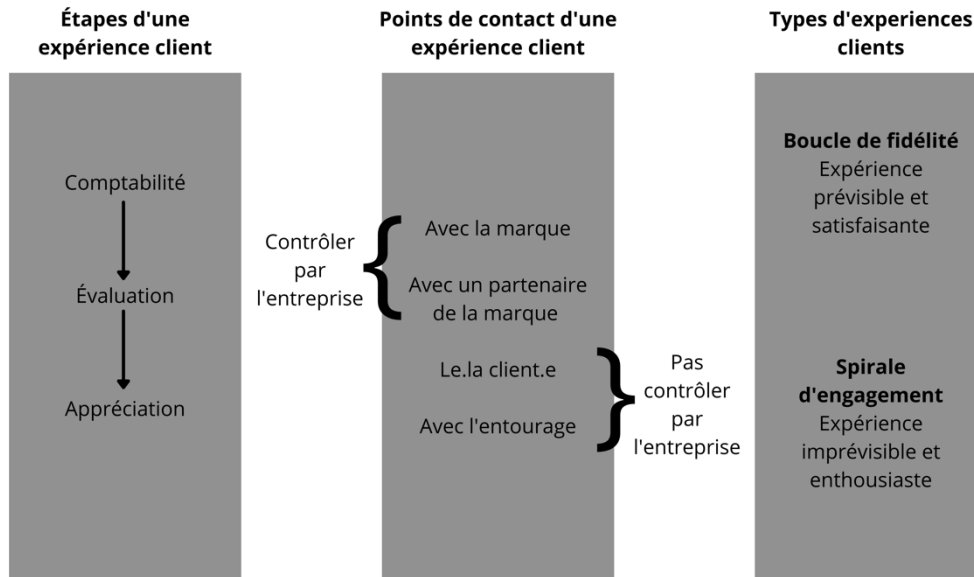 Étapes d'une
expérience client
Comptabilité
Évaluation
Appréciation
Contrôler
par
l'entreprise
Points de contact d'une
expérience client
Avec la marque
Avec un partenaire
de la marque
Le.la client.e
Avec l'entourage
Pas
contrôler
par
l'entreprise
Types d'experiences
clients
Boucle de fidélité
Expérience
prévisible et
satisfaisante
Spirale
d'engagement
Expérience
imprévisible et
enthousiaste